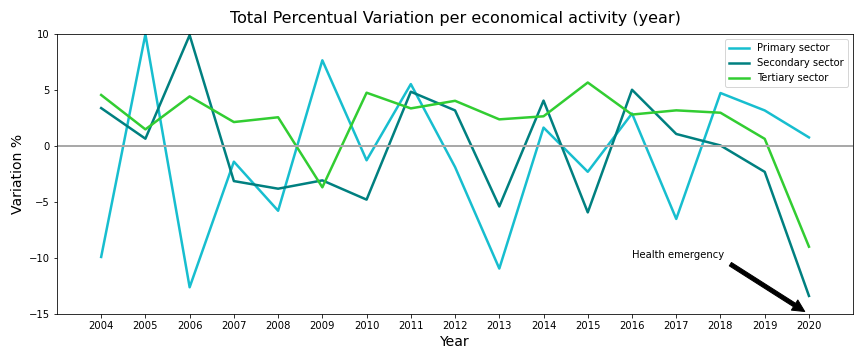 Total Percentual Variation per economical activity (year)
Primary sector
Secondary sector
Tertiary sector
Variation %
10
5
0
−5
−10
−15
Health emergency
2004 2005 2006 2007 2008 2009 2010 2011 2012 2013 2014 2015 2016 2017 2018 2019 2020
Year